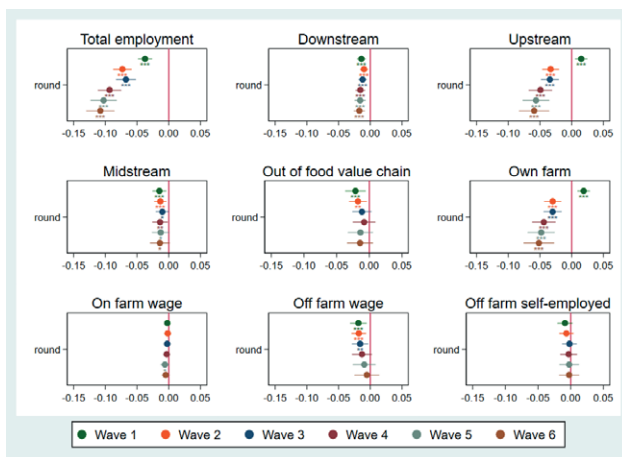 Total employment
Downstream
Upstream
round
-0.15 -0.10 -0.05 0.00 0.05
-0.15 -0.10 -0.05 0.00 0.05
-0.15 -0.10 -0.05 0.00 0.05
Midstream
Out of food value chain
Own farm
round
-0.15 -0.10 -0.05 0.00 0.05
-0.15 -0.10 -0.05 0.00 0.05
-0.15 -0.10 -0.05 0.00 0.05
On farm wage
Off farm wage
Off farm self-employed
round
round
round
-0.15 -0.10 -0.05 0.00 0.05
-0.15 -0.10 -0.05 0.00 0.05
-0.15 -0.10 -0.05 0.00 0.05
Wave 1 Wave 2 Wave 3 Wave 4 Wave 5 Wave 6